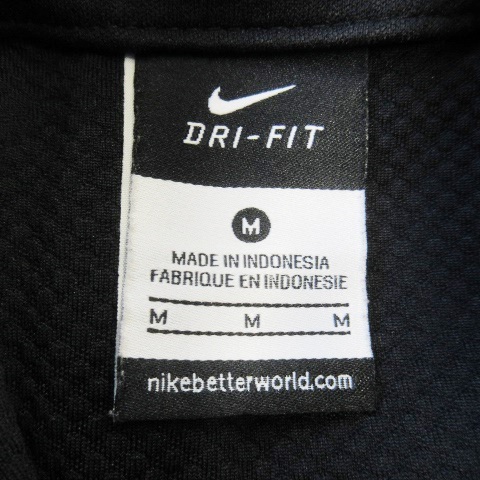 DRI-FIT
M
MADE IN INDONESIA
FABRIQUE EN INDONESIE
M M M
nikebetterworld.com